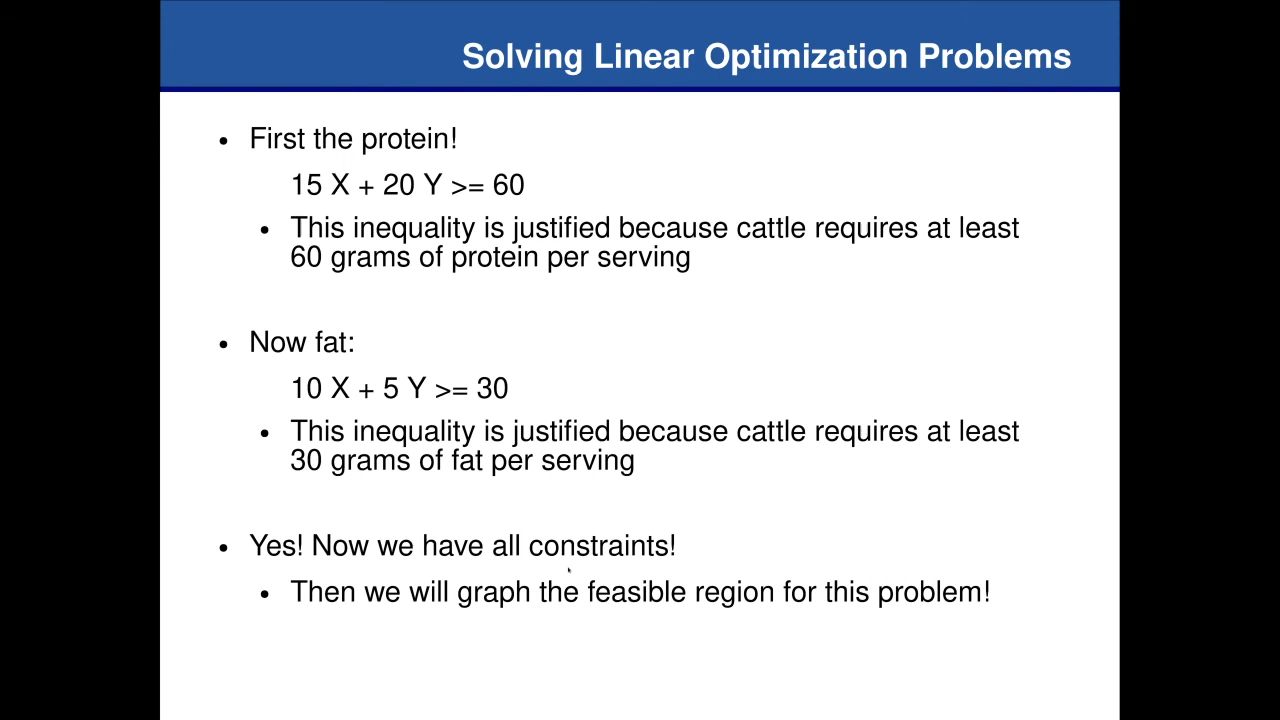 Solving Linear Optimization Problems
• First the protein!
15 X + 20 Y >= 60
• This inequality is justified because cattle requires at least
60 grams of protein per serving
• Now fat:
10 X + 5 Y >= 30
• This inequality is justified because cattle requires at least
30 grams of fat per serving
• Yes! Now we have all constraints!
• Then we will graph the feasible region for this problem!